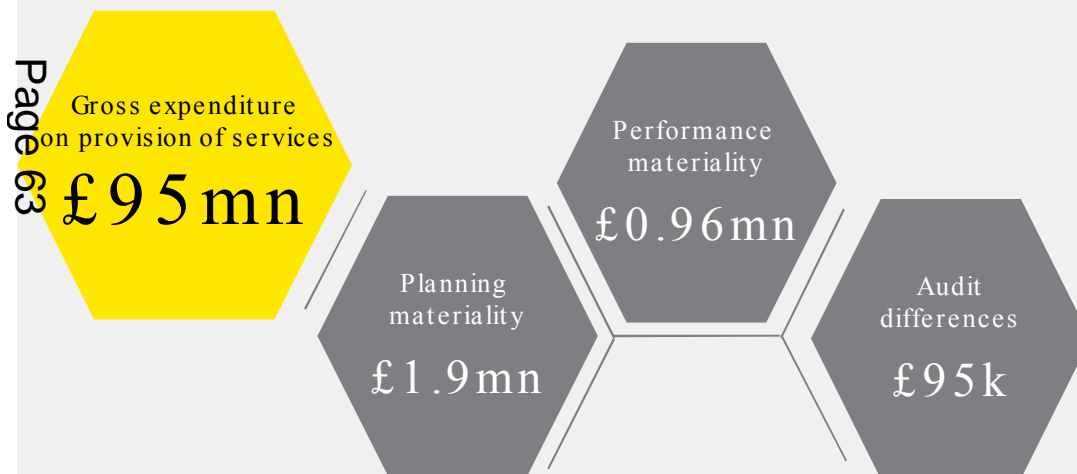 Page 63
Gross expenditure
on provision of services
£95mn
Planning
materiality
£1.9mn
Performance
materiality
£0.96mn
Audit
differences
£95k